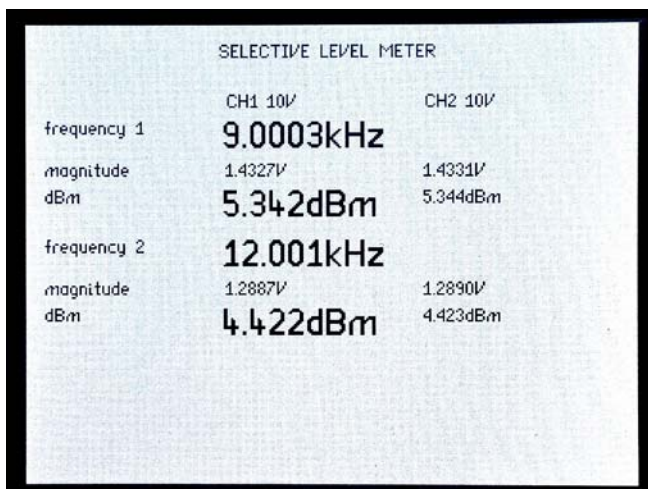 SELECTIVE LEVEL METER
CH1 10V CH2 10V
frequency 1 9.0003kHz
magnitude 1.4327V 1.4331V
dBm 5.342dBm 5.344dBm
frequency 2 12.001kHz
magnitude 1.2887V 1.2890V
dBm 4.422dBm 4.423dBm